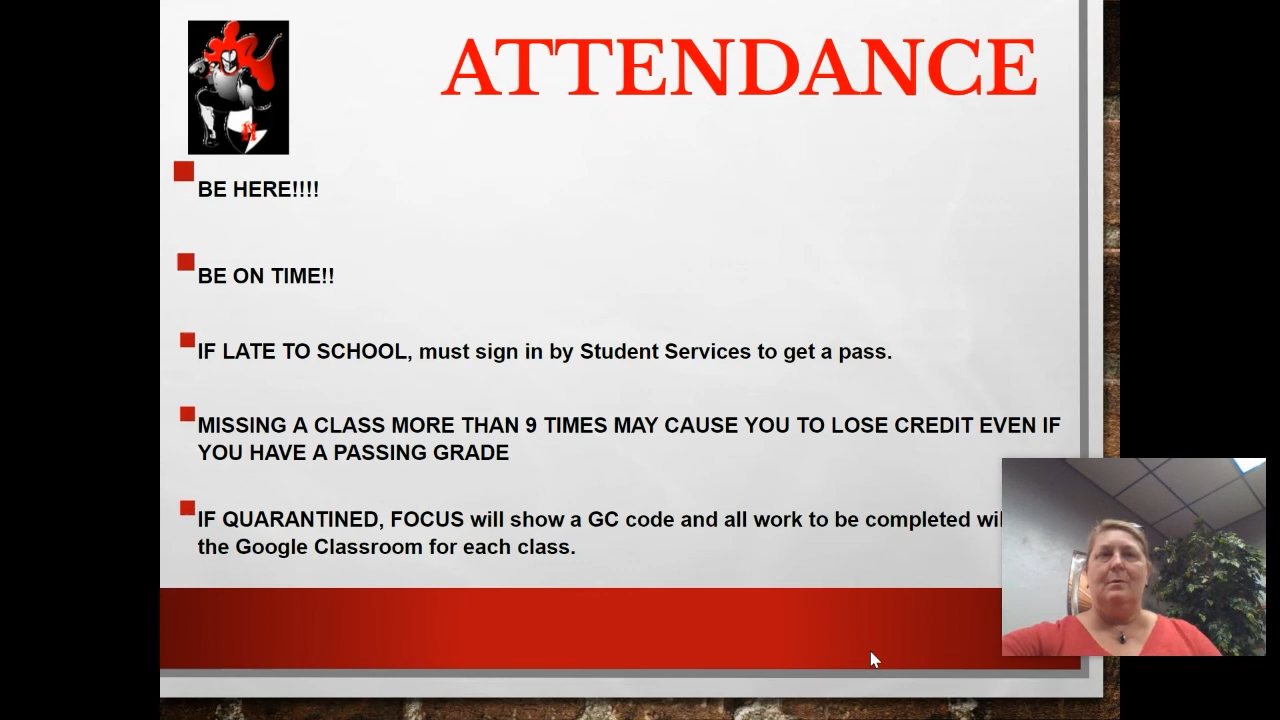 ATTENDANCE
BE HERE!!!!
BE ON TIME!!
IF LATE TO SCHOOL, must sign in by Student Services to get a pass.
MISSING A CLASS MORE THAN 9 TIMES MAY CAUSE YOU TO LOSE CREDIT EVEN IF
YOU HAVE A PASSING GRADE
IF QUARANTINED, FOCUS will show a GC code and all work to be completed
the Google Classroom for each class.